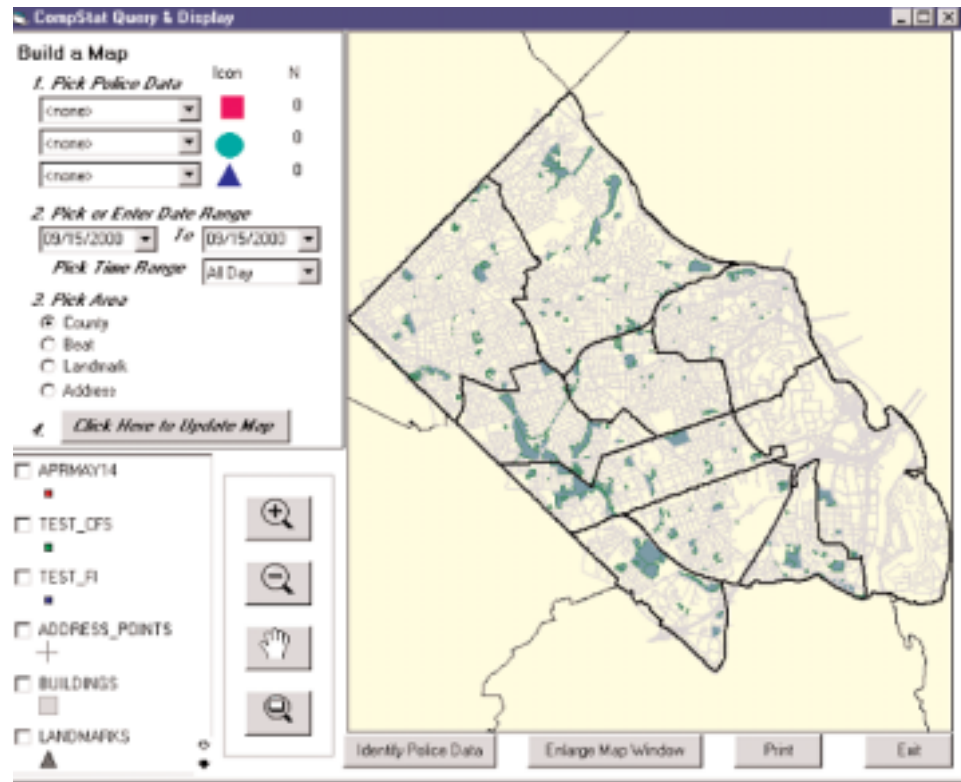 CompStat Query & Display
Build a Map
Icon N
1. Pick Police Data
<none> 0
<none> 0
<none> 0
2. Pick or Enter Date Range
09/15/2000 To 09/15/2000
Pick Time Range All Day
3. Pick Area
County
Beat
Landmark
Address
4. Click Here to Update Map
APRMAY14
TEST_CFS
TEST_FI
ADDRESS_POINTS
BUILDINGS
LANDMARKS
Identify Police Data Enlarge Map Window Print Exit